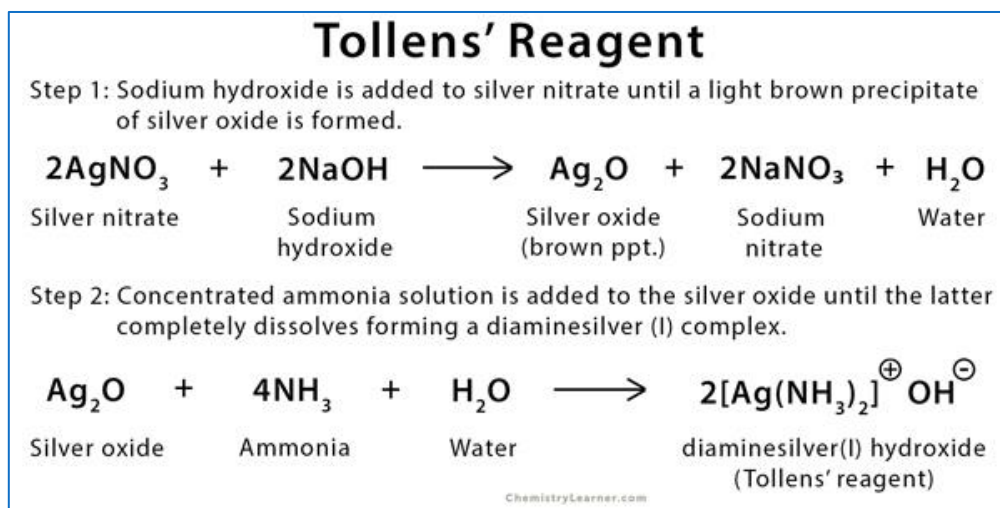 Tollens' Reagent
Step 1: Sodium hydroxide is added to silver nitrate until a light brown precipitate
of silver oxide is formed.
2AgNO₃ + 2NaOH ⟶ Ag₂O + 2NaNO₃ + H₂O
Silver nitrate Sodium hydroxide Silver oxide (brown ppt.) Sodium nitrate Water
Step 2: Concentrated ammonia solution is added to the silver oxide until the latter
completely dissolves forming a diaminesilver (I) complex.
Ag₂O + 4NH₃ + H₂O ⟶ 2[Ag(NH₃)₂]⊕ OH⊖
Silver oxide Ammonia Water diaminesilver(I) hydroxide
(Tollens' reagent)
ChemistryLearner.com